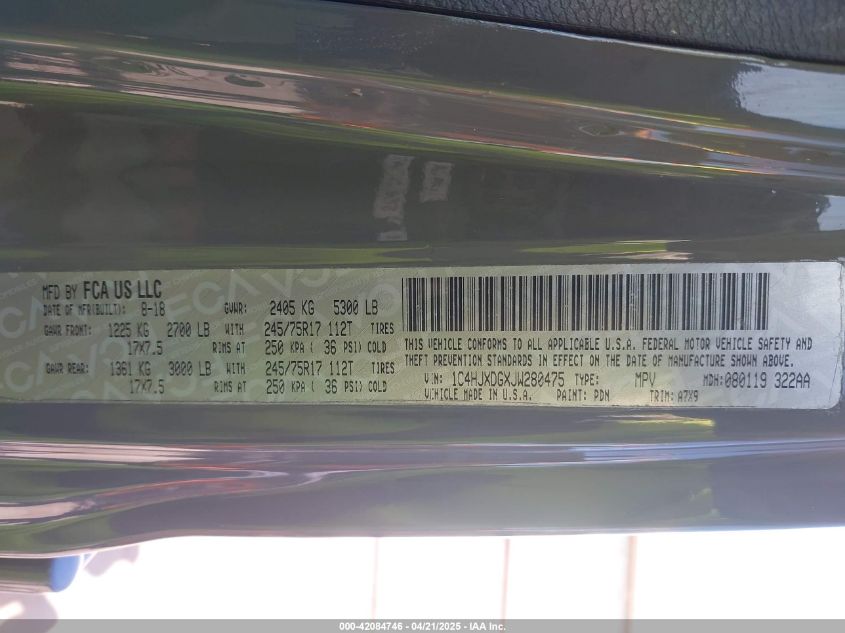 MFD BY FCA US LLC
DATE OF MFR(BUILT): 8-18 GVWR: 2405 KG 5300 LB
GAWR FRONT: 1225 KG 2700 LB WITH 245/75R17 112T TIRES
17X7.5 RIMS AT 250 KPA ( 36 PSI) COLD
GAWR REAR: 1361 KG 3000 LB WITH 245/75R17 112T TIRES
17X7.5 RIMS AT 250 KPA ( 36 PSI) COLD
THIS VEHICLE CONFORMS TO ALL APPLICABLE U.S.A. FEDERAL MOTOR VEHICLE SAFETY AND
THEFT PREVENTION STANDARDS IN EFFECT ON THE DATE OF MANUFACTURE SHOWN ABOVE.
VIN: 1C4HJXDGXJW280475 TYPE: MPV MDH:080119 322AA
VEHICLE MADE IN U.S.A. PAINT: PDN TRIM: A7X9
000-42084746 - 04/21/2025 - IAA Inc.